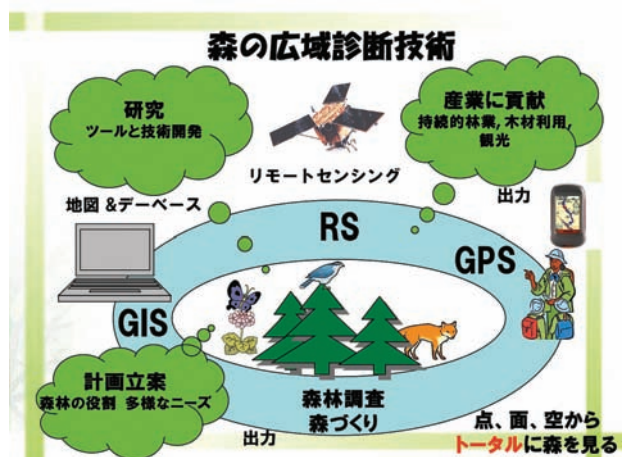 森の広域診断技術
研究
ツールと技術開発
産業に貢献
持続的林業, 木材利用,
観光
リモートセンシング
地図 &デーベース
出力
RS
GPS
GIS
計画立案
森林の役割 多様なニーズ
森林調査
森づくり
出力
点、面、空から
トータルに森を見る